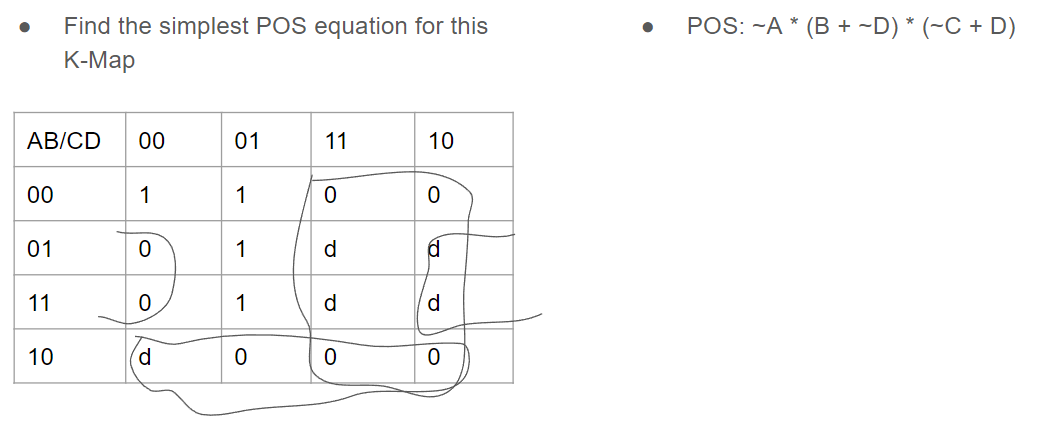 ● Find the simplest POS equation for this
K-Map
● POS: ~A * (B + ~D) * (~C + D)
AB/CD 00 01 11 10
00 1 1 0 0
01 0 1 d d
11 0 1 d d
10 d 0 0 0